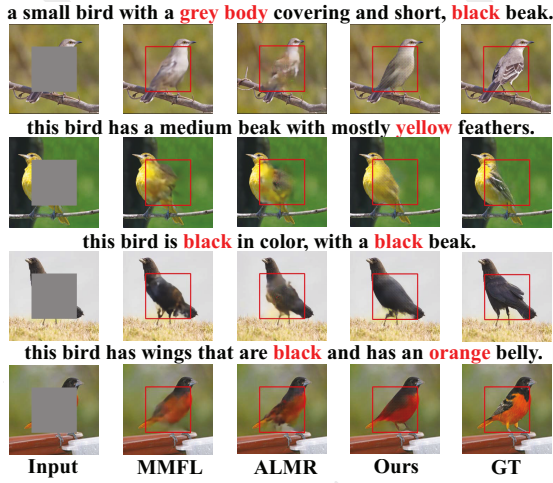 a small bird with a grey body covering and short, black beak.
this bird has a medium beak with mostly yellow feathers.
this bird is black in color, with a black beak.
this bird has wings that are black and has an orange belly.
Input MMFL ALMR Ours GT